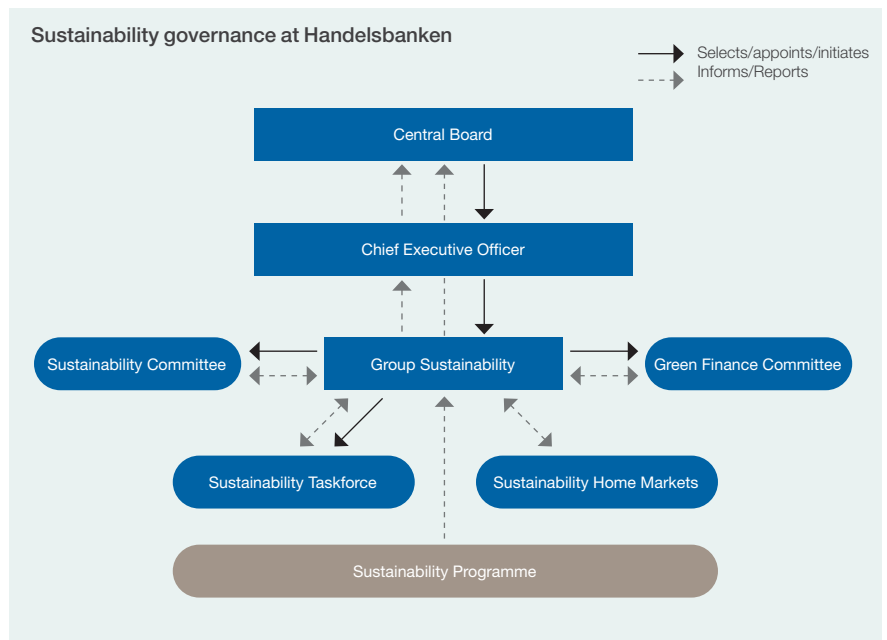 Sustainability governance at Handelsbanken
Selects/appoints/initiates
Informs/Reports
Central Board
Chief Executive Officer
Sustainability Committee
Group Sustainability
Green Finance Committee
Sustainability Taskforce
Sustainability Home Markets
Sustainability Programme